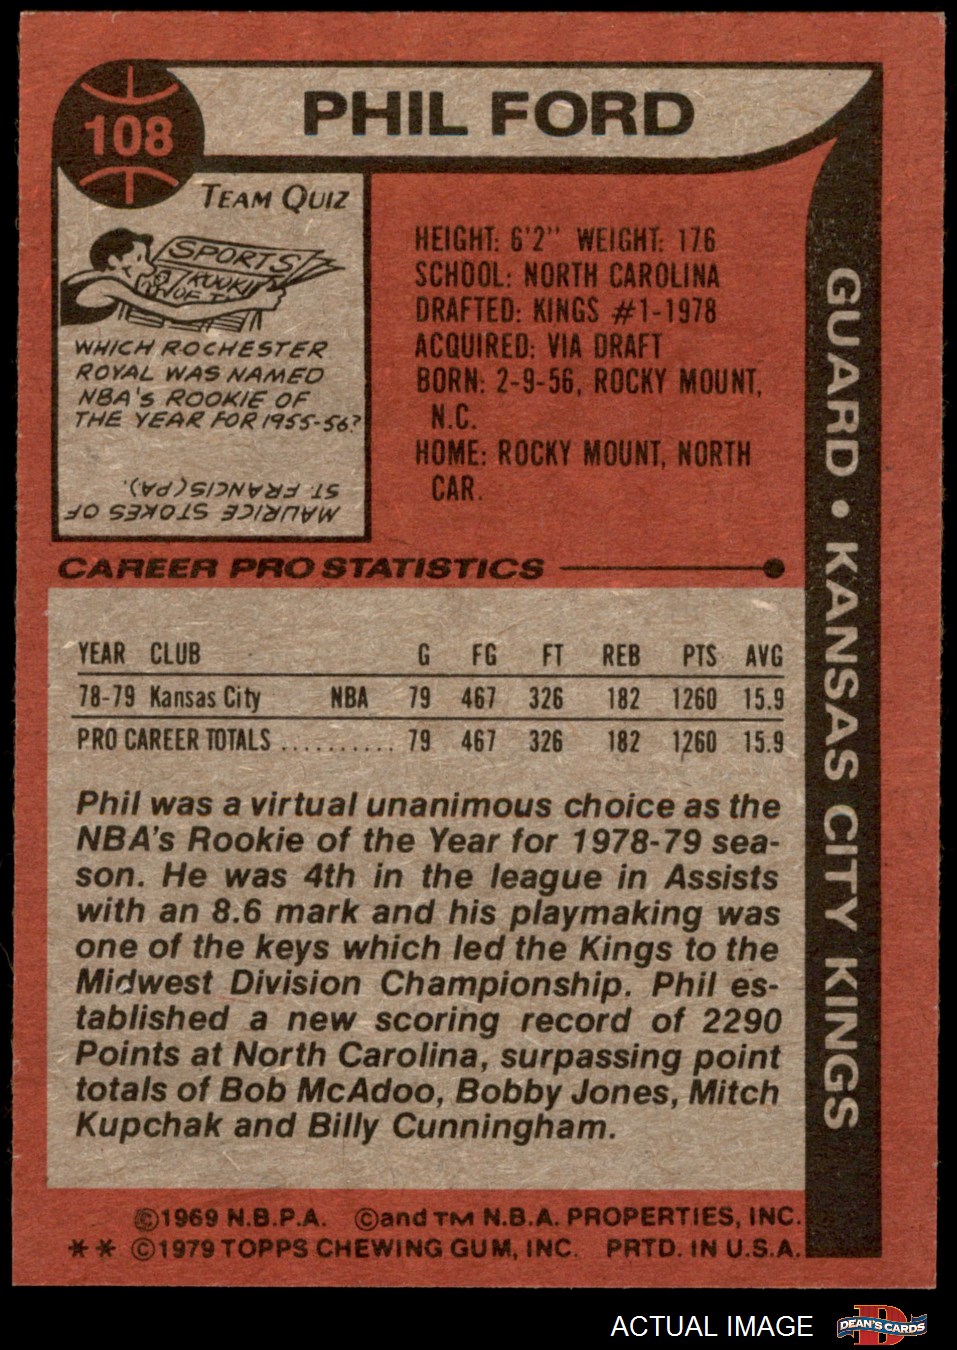 108
PHIL FORD
TEAM QUIZ
SPORTS
WHICH ROCHESTER
ROYAL WAS NAMED
NBA'S ROOKIE OF
THE YEAR FOR 1955-56?
MAURICE STOKES OF
ST. FRANCIS (PA).
HEIGHT: 6'2" WEIGHT: 176
SCHOOL: NORTH CAROLINA
DRAFTED: KINGS #1-1978
ACQUIRED: VIA DRAFT
BORN: 2-9-56, ROCKY MOUNT,
N.C.
HOME: ROCKY MOUNT, NORTH
CAR.
GUARD • KANSAS CITY KINGS
CAREER PRO STATISTICS
YEAR CLUB G FG FT REB PTS AVG
78-79 Kansas City NBA 79 467 326 182 1260 15.9
PRO CAREER TOTALS .......... 79 467 326 182 1260 15.9
Phil was a virtual unanimous choice as the
NBA's Rookie of the Year for 1978-79 sea-
son. He was 4th in the league in Assists
with an 8.6 mark and his playmaking was
one of the keys which led the Kings to the
Midwest Division Championship. Phil es-
tablished a new scoring record of 2290
Points at North Carolina, surpassing point
totals of Bob McAdoo, Bobby Jones, Mitch
Kupchak and Billy Cunningham.
©1969 N.B.P.A. ©and TM N.B.A. PROPERTIES, INC.
** ©1979 TOPPS CHEWING GUM, INC. PRTD. IN U.S.A.
ACTUAL IMAGE
DEAN'S CARDS